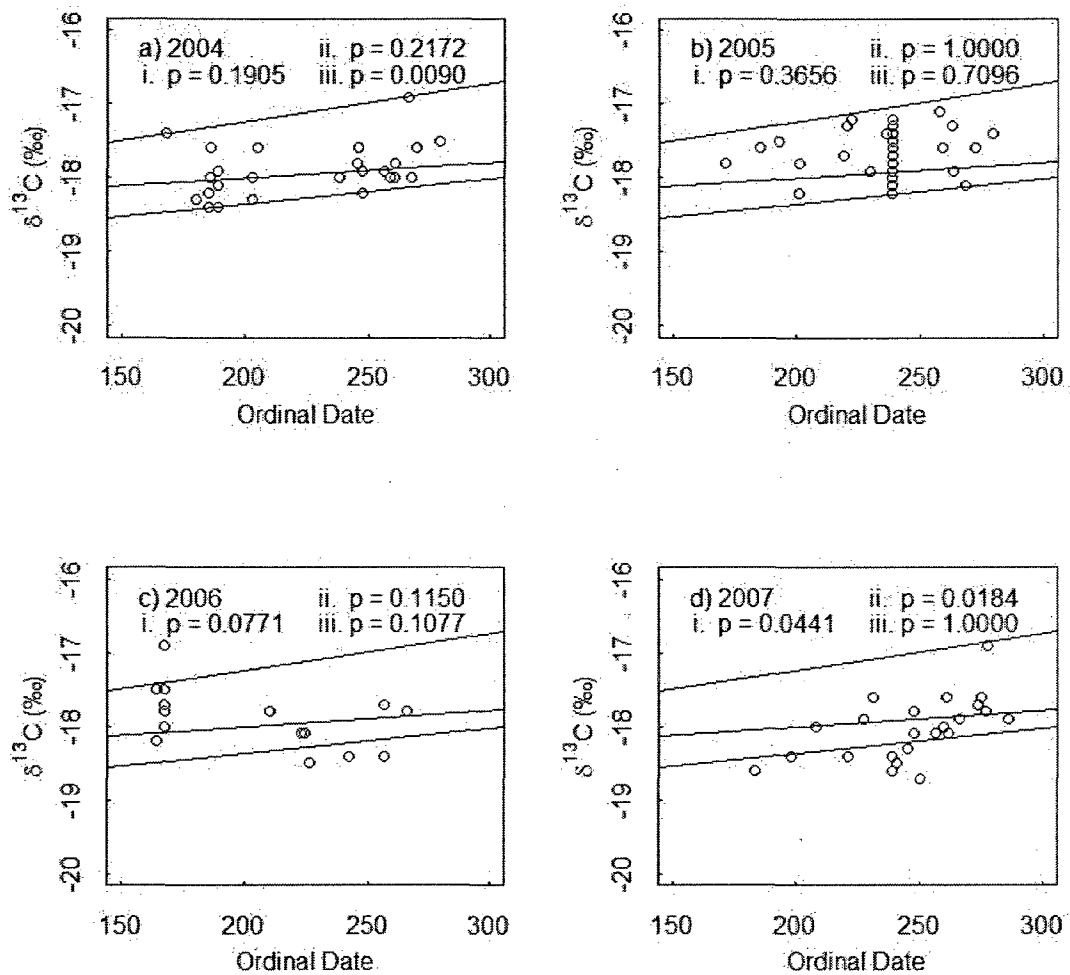 a) 2004 ii. p = 0.2172
i. p = 0.1905 iii. p = 0.0090
-16
-17
-18
-19
-20
δ13C (‰)
150 200 250 300
Ordinal Date
b) 2005 ii. p = 1.0000
i. p = 0.3656 iii. p = 0.7096
-16
-17
-18
-19
-20
δ13C (‰)
150 200 250 300
Ordinal Date
c) 2006 ii. p = 0.1150
i. p = 0.0771 iii. p = 0.1077
-16
-17
-18
-19
-20
δ13C (‰)
150 200 250 300
Ordinal Date
d) 2007 ii. p = 0.0184
i. p = 0.0441 iii. p = 1.0000
-16
-17
-18
-19
-20
δ13C (‰)
150 200 250 300
Ordinal Date